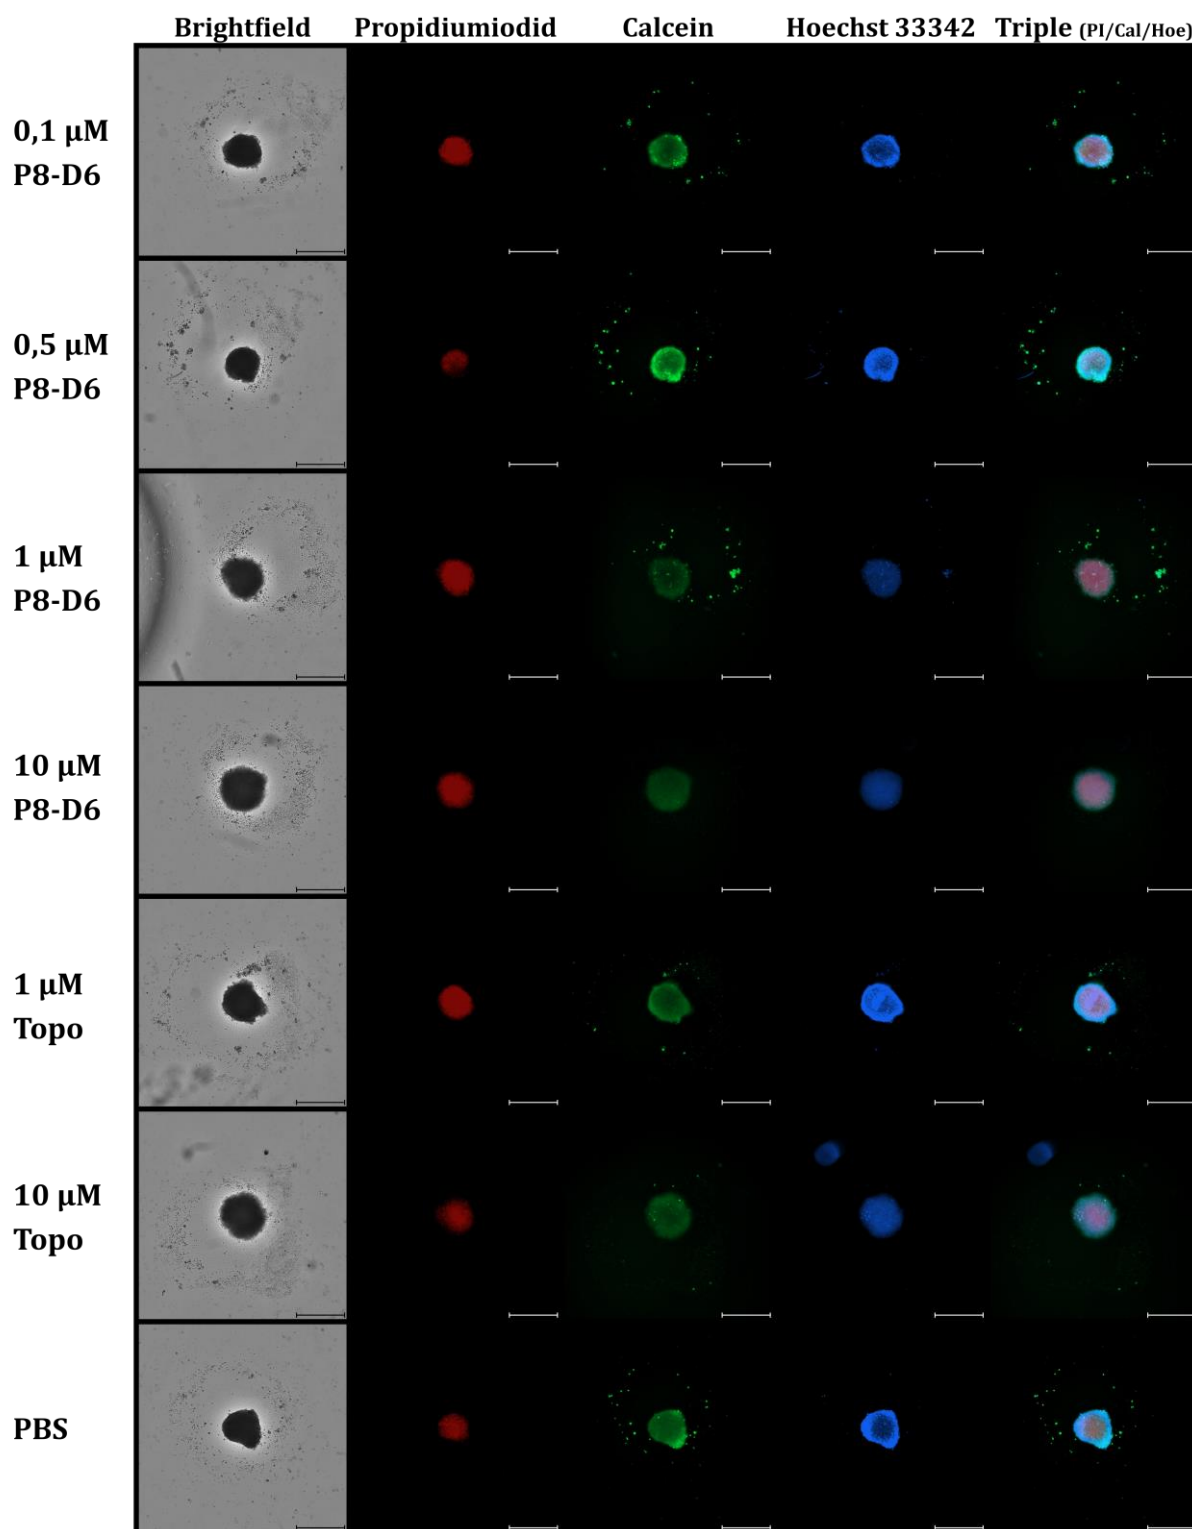 Brightfield Propidiumiodid Calcein Hoechst 33342 Triple (PI/Cal/Hoe)
0,1 µM
P8-D6
0,5 µM
P8-D6
1 µM
P8-D6
10 µM
P8-D6
1 µM
Topo
10 µM
Topo
PBS